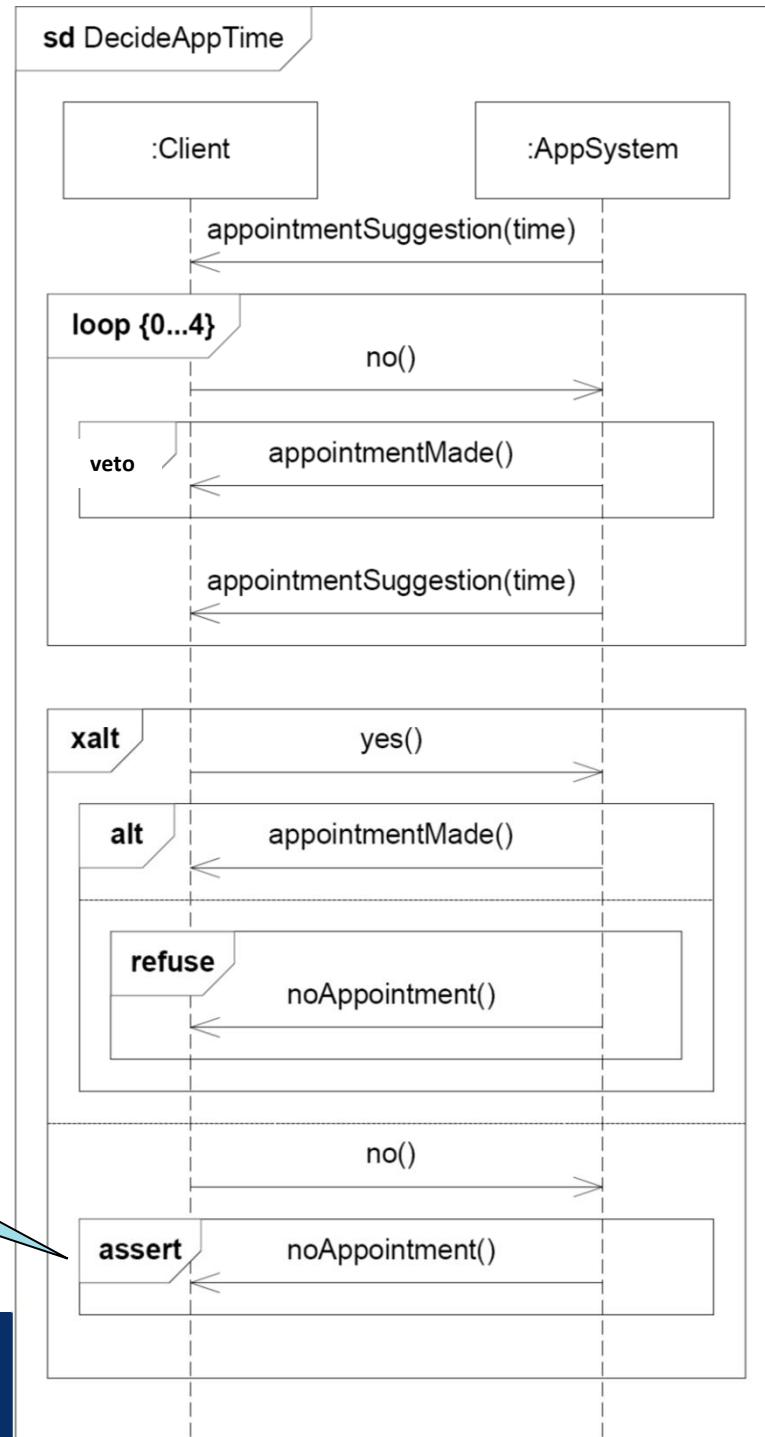 sd DecideAppTime
:Client
:AppSystem
appointmentSuggestion(time)
loop {0...4}
no()
veto
appointmentMade()
appointmentSuggestion(time)
xalt
yes()
alt
appointmentMade()
refuse
noAppointment()
no()
assert
noAppointment()